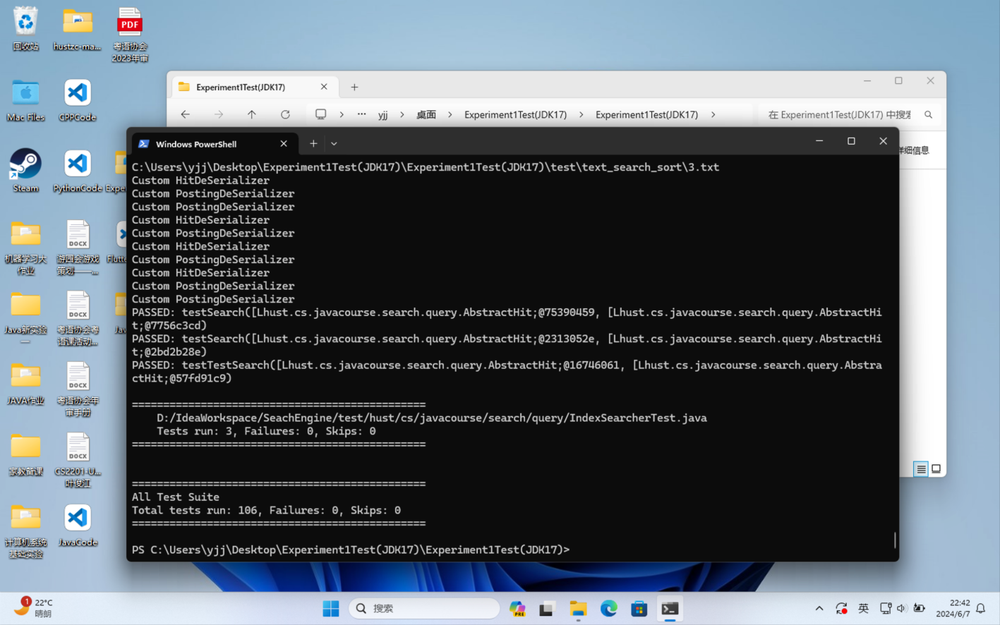 回收站
hustzc-ma...
PDF
粤语协会
2023年审
Mac Files
CPPCode
Steam
PythonCode
Exper
机器学习大
作业
DOCX
游园会游戏
策划——...
Flutte
Java新实验
一
DOCX
粤语协会粤
语课活动...
Jav
JAVA作业
DOCX
粤语协会年
审手册
家教备课
DOCX
CS2201-U...
叶俊江
计算机系统
基础实验
JavaCode
Experiment1Test(JDK17)
... yjj > 桌面 > Experiment1Test(JDK17) > Experiment1Test(JDK17) >
在 Experiment1Test(JDK17) 中搜索
详细信息
Windows PowerShell
C:\Users\yjj\Desktop\Experiment1Test(JDK17)\Experiment1Test(JDK17)\test\text_search_sort\3.txt
Custom HitDeSerializer
Custom PostingDeSerializer
Custom PostingDeSerializer
Custom HitDeSerializer
Custom PostingDeSerializer
Custom HitDeSerializer
Custom PostingDeSerializer
Custom HitDeSerializer
Custom PostingDeSerializer
Custom PostingDeSerializer
PASSED: testSearch([Lhust.cs.javacourse.search.query.AbstractHit;@75390459, [Lhust.cs.javacourse.search.query.AbstractHi
t;@7756c3cd)
PASSED: testSearch([Lhust.cs.javacourse.search.query.AbstractHit;@2313052e, [Lhust.cs.javacourse.search.query.AbstractHi
t;@2bd2b28e)
PASSED: testTestSearch([Lhust.cs.javacourse.search.query.AbstractHit;@16746061, [Lhust.cs.javacourse.search.query.Abstra
ctHit;@57fd91c9)
===============================================
D:/IdeaWorkspace/SeachEngine/test/hust/cs/javacourse/search/query/IndexSearcherTest.java
Tests run: 3, Failures: 0, Skips: 0
===============================================
===============================================
All Test Suite
Total tests run: 106, Failures: 0, Skips: 0
===============================================
PS C:\Users\yjj\Desktop\Experiment1Test(JDK17)\Experiment1Test(JDK17)>
1
22°C
晴朗
搜索
PRE
英
22:42
2024/6/7